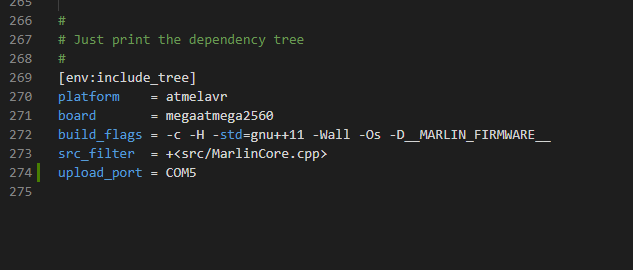 265
266 #
267 # Just print the dependency tree
268 #
269 [env:include_tree]
270 platform    = atmelavr
271 board       = megaatmega2560
272 build_flags = -c -H -std=gnu++11 -Wall -Os -D__MARLIN_FIRMWARE__
273 src_filter  = +<src/MarlinCore.cpp>
274 upload_port = COM5
275